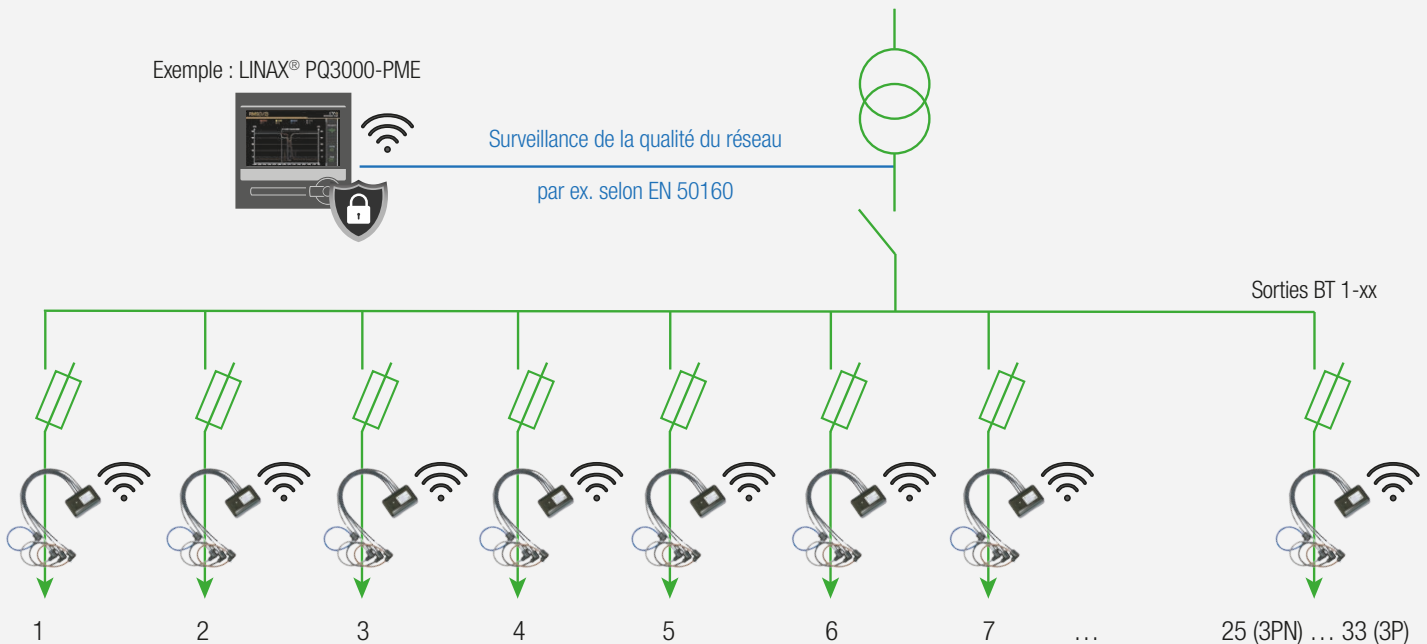 Exemple : LINAX® PQ3000-PME
Surveillance de la qualité du réseau
par ex. selon EN 50160
Sorties BT 1-xx
1 2 3 4 5 6 7 … 25 (3PN) … 33 (3P)